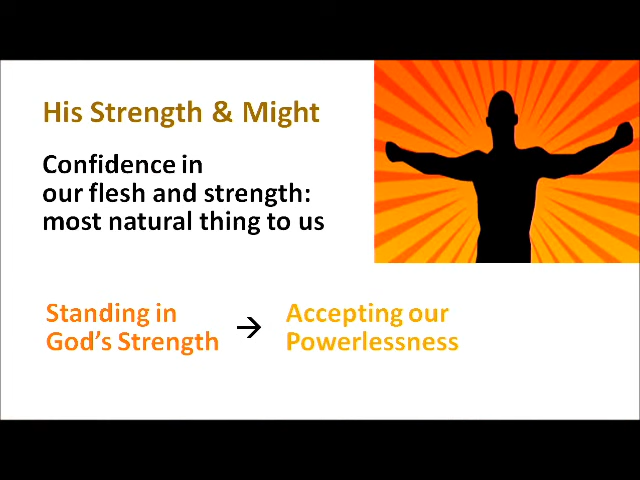 His Strength & Might
Confidence in
our flesh and strength:
most natural thing to us
Standing in
God's Strength
→
Accepting our
Powerlessness